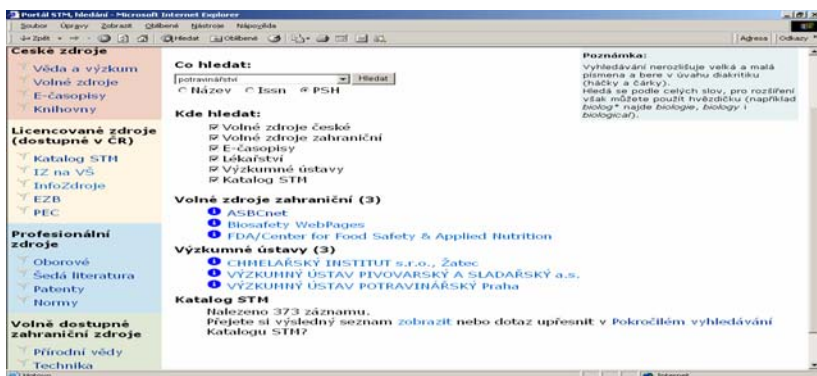 Portál STM, hledání - Microsoft Internet Explorer
Soubor Úpravy Zobrazit Oblíbené Nástroje Nápověda
Zpět
Hledat Oblíbené
Adresa Odkazy
České zdroje
Věda a výzkum
Volné zdroje
E-časopisy
Knihovny
Licencované zdroje
(dostupné v ČR)
Katalog STM
IZ na VŠ
InfoZdroje
EZB
PEC
Profesionální
zdroje
Oborové
Šedá literatura
Patenty
Normy
Volně dostupné
zahraniční zdroje
Přírodní vědy
Technika
Co hledat:
potravinářství Hledat
Název Issn PSH
Kde hledat:
Volné zdroje české
Volné zdroje zahraniční
E-časopisy
Lékařství
Výzkumné ústavy
Katalog STM
Volné zdroje zahraniční (3)
ASBCnet
Biosafety WebPages
FDA/Center for Food Safety & Applied Nutrition
Výzkumné ústavy (3)
CHMELAŘSKÝ INSTITUT s.r.o., Žatec
VÝZKUMNÝ ÚSTAV PIVOVARSKÝ A SLADAŘSKÝ a.s.
VÝZKUMNÝ ÚSTAV POTRAVINÁŘSKÝ Praha
Katalog STM
Nalezeno 373 záznamu.
Přejete si výsledný seznam zobrazit nebo dotaz upřesnit v Pokročilém vyhledávání
Katalogu STM?
Poznámka:
Vyhledávání nerozlišuje velká a malá
písmena a bere v úvahu diakritiku
(háčky a čárky).
Hledá se podle celých slov, pro rozšíření
však můžete použít hvězdičku (například
biolog* najde biologie, biology i
biological).
Hotovo
Internet